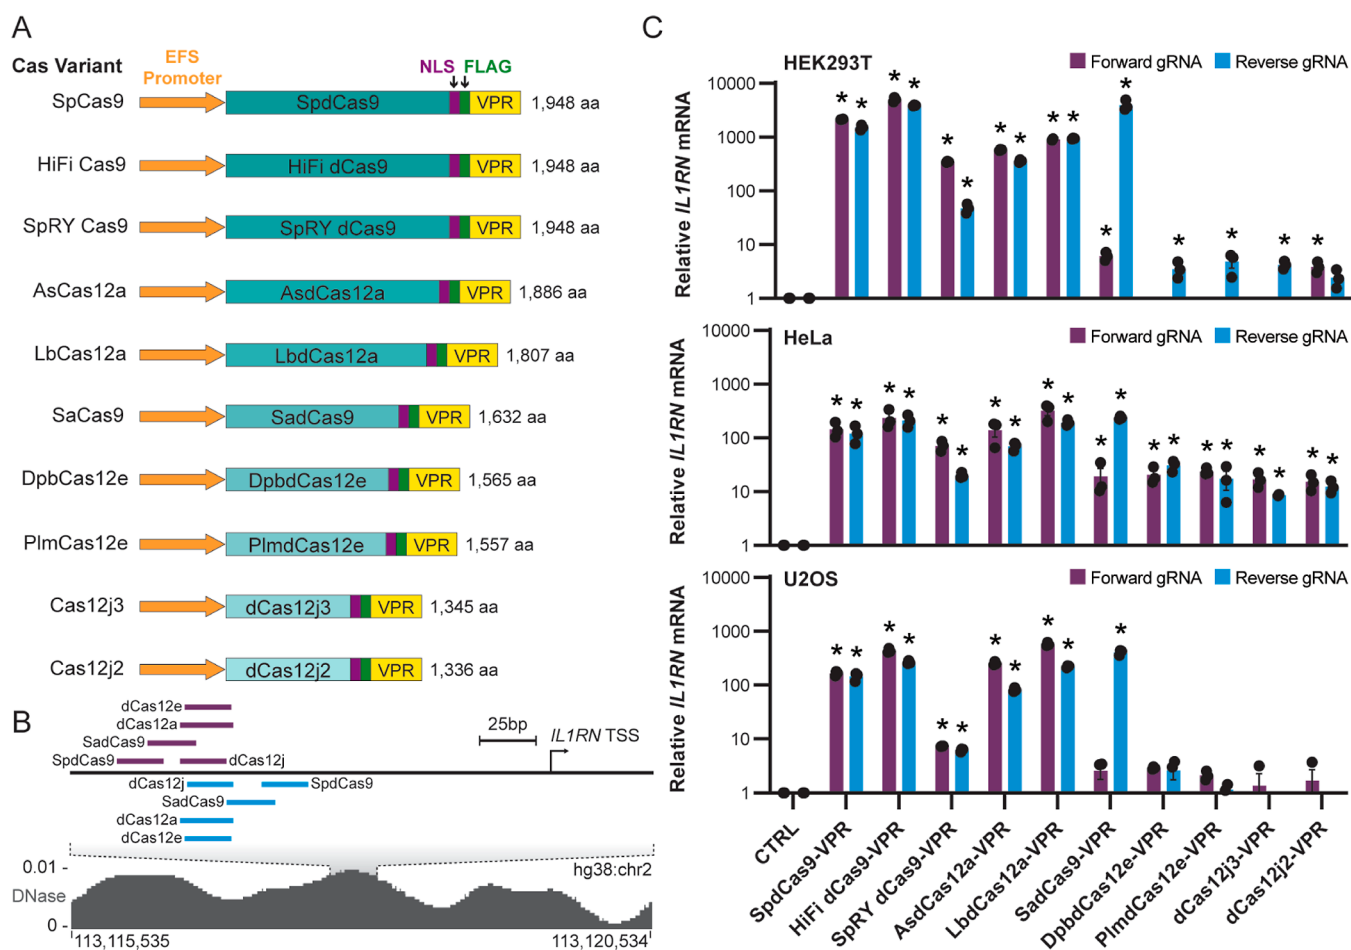 A
Cas Variant
EFS
Promoter
NLS
FLAG
SpCas9
SpdCas9
VPR
1,948 aa
HiFi Cas9
HiFi dCas9
VPR
1,948 aa
SpRY Cas9
SpRY dCas9
VPR
1,948 aa
AsCas12a
AsdCas12a
VPR
1,886 aa
LbCas12a
LbdCas12a
VPR
1,807 aa
SaCas9
SadCas9
VPR
1,632 aa
DpbCas12e
DpbdCas12e
VPR
1,565 aa
PlmCas12e
PlmdCas12e
VPR
1,557 aa
Cas12j3
dCas12j3
VPR
1,345 aa
Cas12j2
dCas12j2
VPR
1,336 aa
B
dCas12e
dCas12a
SadCas9
SpdCas9
dCas12j
25bp
IL1RN TSS
dCas12j
SpdCas9
SadCas9
dCas12a
dCas12e
0.01
DNase
0
hg38:chr2
113,115,535
113,120,534
C
HEK293T
Forward gRNA
Reverse gRNA
Relative IL1RN mRNA
10000
1000
100
10
1
* * * * * * * * * * * * * * * *
HeLa
Forward gRNA
Reverse gRNA
Relative IL1RN mRNA
10000
1000
100
10
1
* * * * * * * * * * * * * * * * * * * *
U2OS
Forward gRNA
Reverse gRNA
Relative IL1RN mRNA
10000
1000
100
10
1
* * * * * * * * * * *
CTRL
SpdCas9-VPR
HiFi dCas9-VPR
SpRY dCas9-VPR
AsdCas12a-VPR
LbdCas12a-VPR
SadCas9-VPR
DpbdCas12e-VPR
PlmdCas12e-VPR
dCas12j3-VPR
dCas12j2-VPR